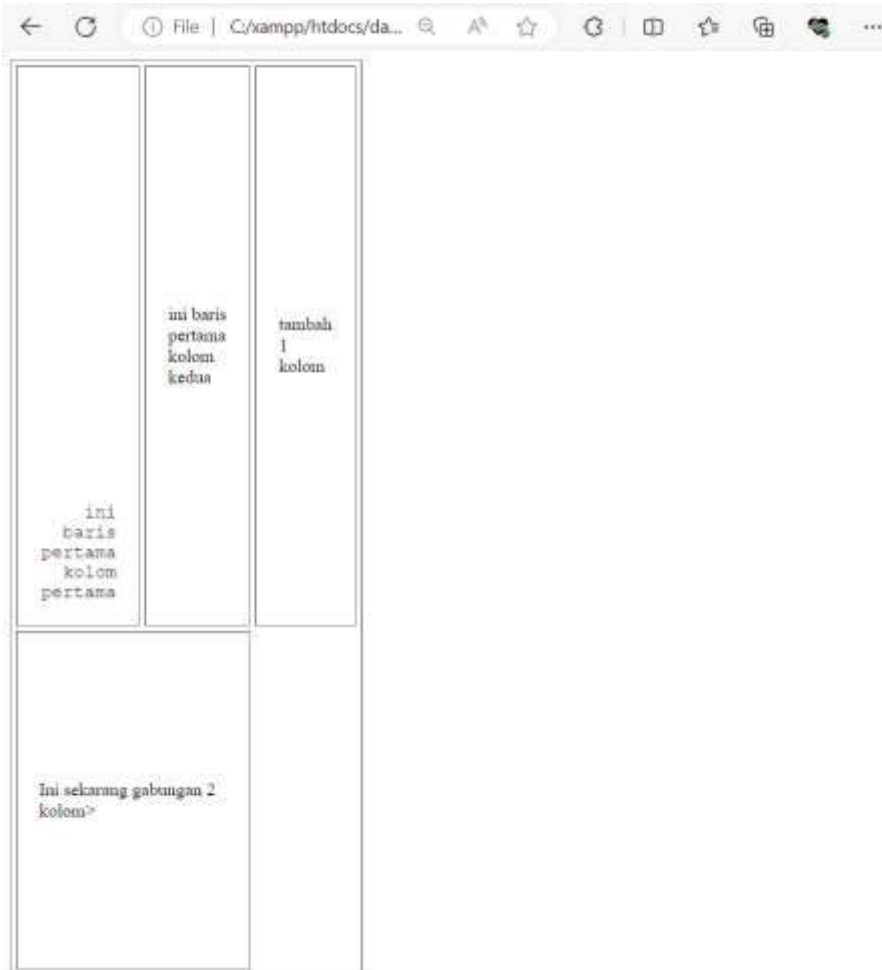 File | C:/xampp/htdocs/da...
ini baris
pertama
kolom
kedua
tambah
1
kolom
ini
baris
pertama
kolom
pertama
Ini sekarang gabungan 2
kolom>